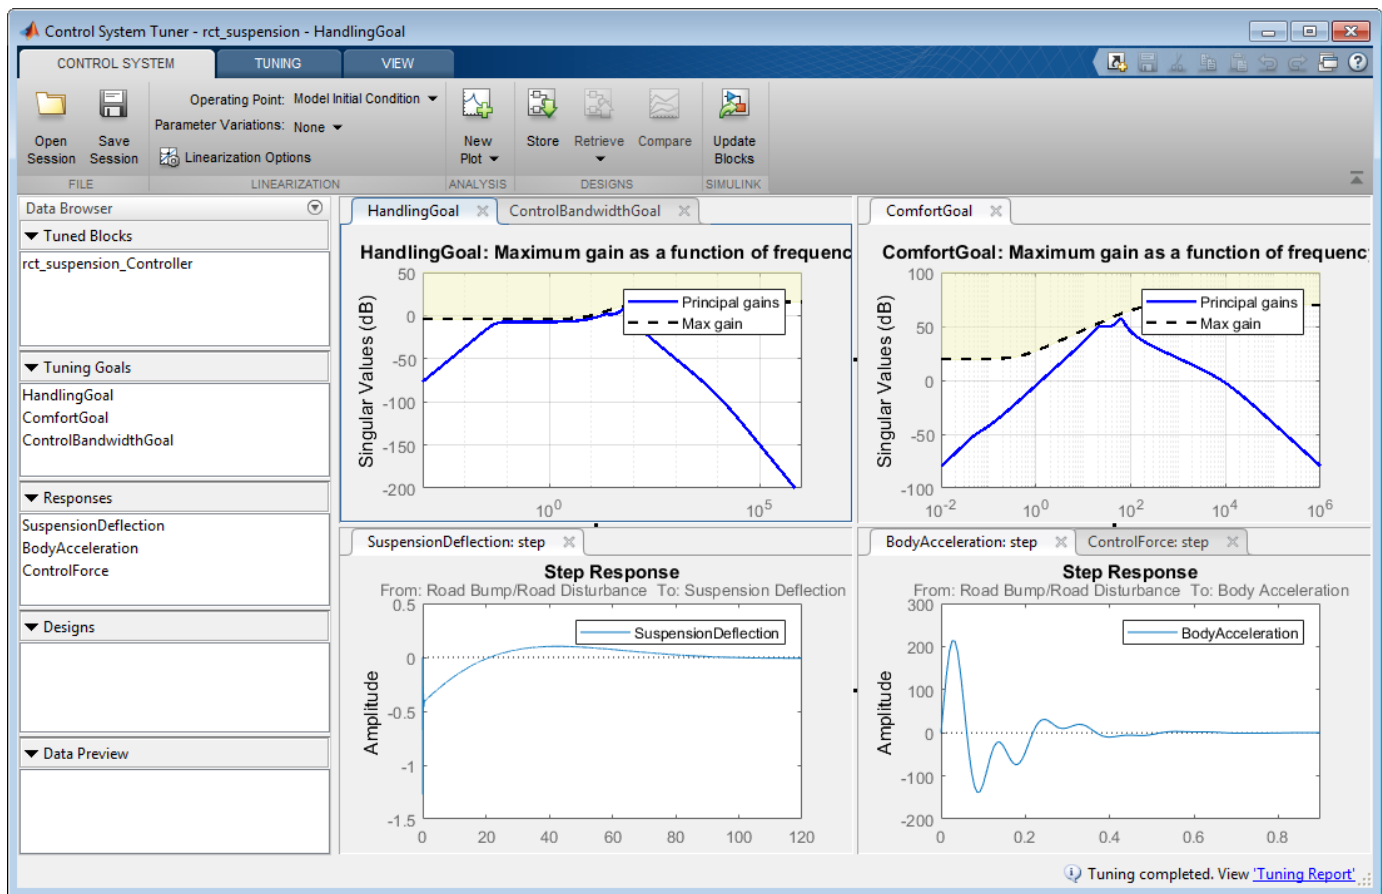 Control System Tuner - rct_suspension - HandlingGoal
CONTROL SYSTEM TUNING VIEW
Open Session
Save Session
FILE
Operating Point: Model Initial Condition
Parameter Variations: None
Linearization Options
LINEARIZATION
New Plot
ANALYSIS
Store Retrieve Compare
DESIGNS
Update Blocks
SIMULINK
Data Browser
Tuned Blocks
rct_suspension_Controller
Tuning Goals
HandlingGoal
ComfortGoal
ControlBandwidthGoal
Responses
SuspensionDeflection
BodyAcceleration
ControlForce
Designs
Data Preview
HandlingGoal ControlBandwidthGoal
HandlingGoal: Maximum gain as a function of frequenc
Singular Values (dB)
50
0
-50
-100
-150
-200
10^0 10^5
Principal gains
Max gain
ComfortGoal
ComfortGoal: Maximum gain as a function of frequenc
Singular Values (dB)
100
50
0
-50
-100
10^-2 10^0 10^2 10^4 10^6
Principal gains
Max gain
SuspensionDeflection: step
Step Response
From: Road Bump/Road Disturbance To: Suspension Deflection
Amplitude
0.5
0
-0.5
-1
-1.5
0 20 40 60 80 100 120
SuspensionDeflection
BodyAcceleration: step ControlForce: step
Step Response
From: Road Bump/Road Disturbance To: Body Acceleration
Amplitude
300
200
100
0
-100
-200
0 0.2 0.4 0.6 0.8
BodyAcceleration
Tuning completed. View 'Tuning Report'.